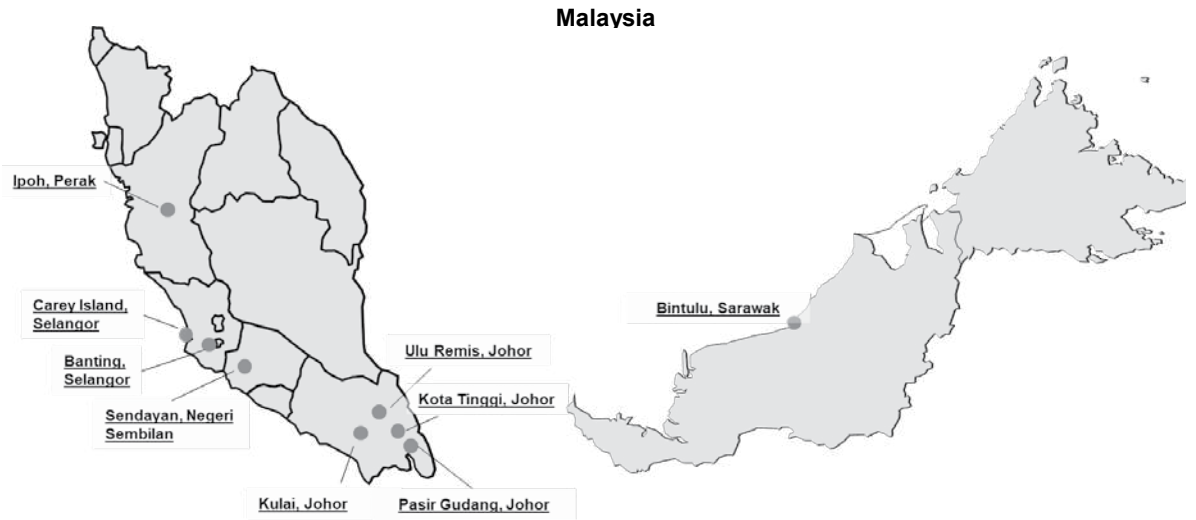 Malaysia
Ipoh, Perak
Carey Island,
Selangor
Banting,
Selangor
Sendayan, Negeri
Sembilan
Ulu Remis, Johor
Kota Tinggi, Johor
Kulai, Johor
Pasir Gudang, Johor
Bintulu, Sarawak